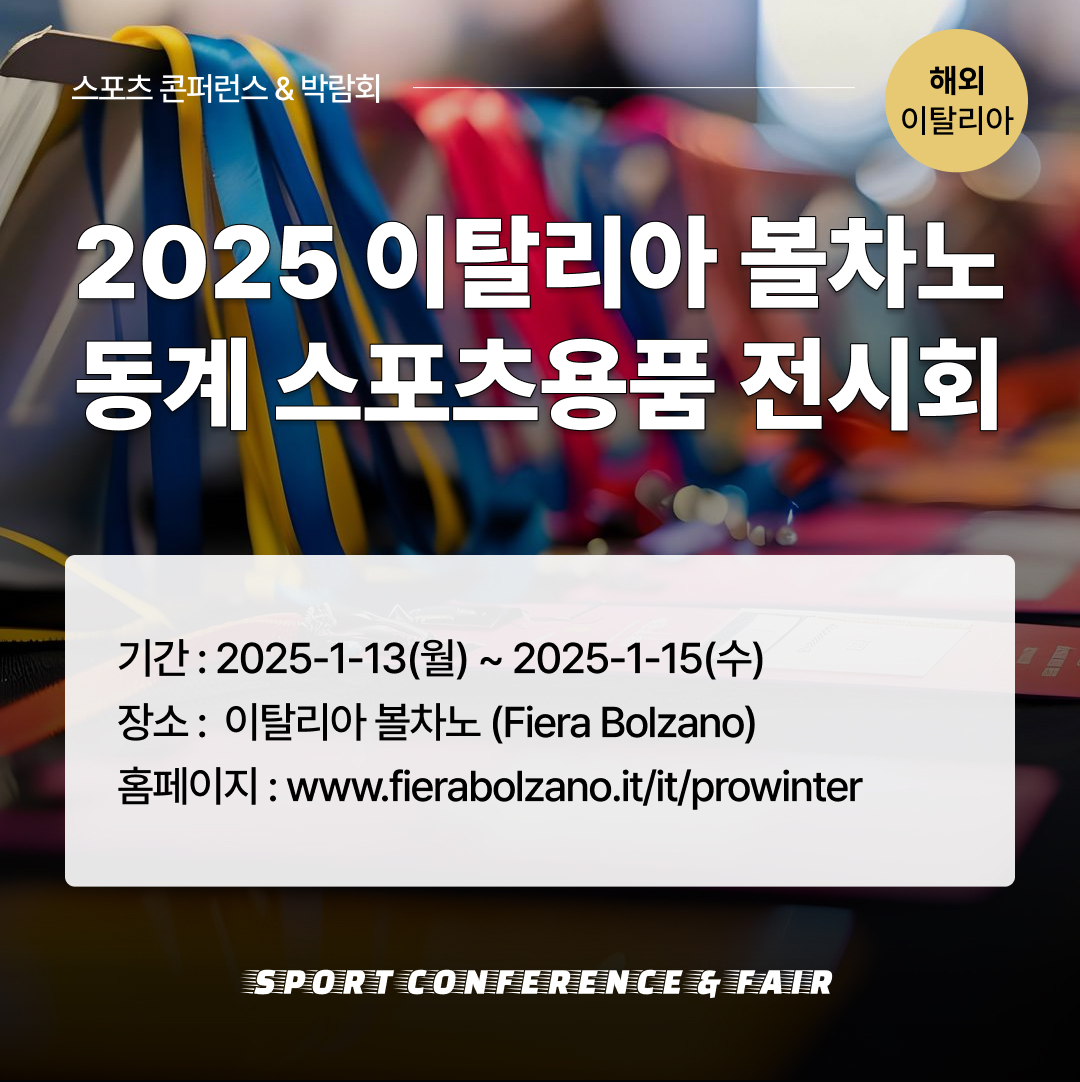 스포츠 콘퍼런스 & 박람회
해외
이탈리아
2025 이탈리아 볼차노
동계 스포츠용품 전시회
기간 : 2025-1-13(월) ~ 2025-1-15(수)
장소 : 이탈리아 볼차노 (Fiera Bolzano)
홈페이지 : www.fierabolzano.it/it/prowinter
SPORT CONFERENCE & FAIR